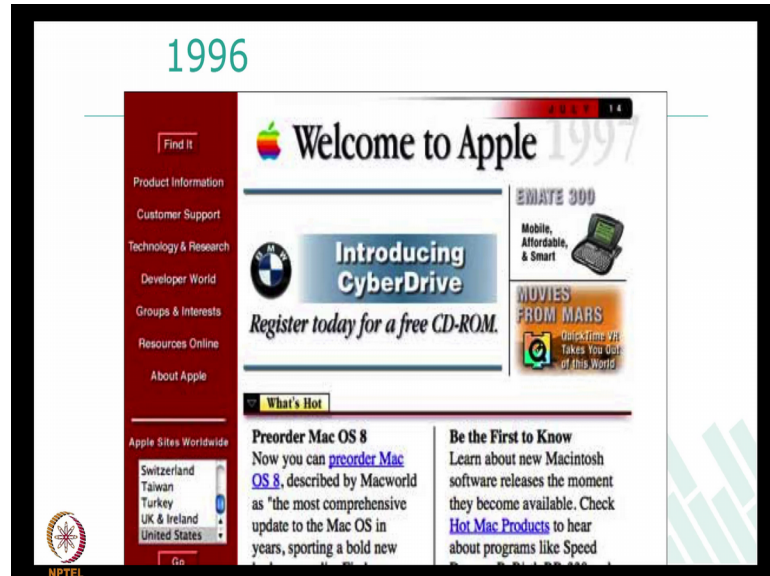 1996
JULY 14
1997
Find It
Product Information
Customer Support
Technology & Research
Developer World
Groups & Interests
Resources Online
About Apple
Apple Sites Worldwide
Switzerland
Taiwan
Turkey
UK & Ireland
United States
Go
Welcome to Apple
BMW
Introducing
CyberDrive
Register today for a free CD-ROM.
EMATE 300
Mobile,
Affordable,
& Smart
MOVIES
FROM MARS
QuickTime VR
Takes You Out
of this World
What's Hot
Preorder Mac OS 8
Now you can preorder Mac
OS 8, described by Macworld
as "the most comprehensive
update to the Mac OS in
years, sporting a bold new
Be the First to Know
Learn about new Macintosh
software releases the moment
they become available. Check
Hot Mac Products to hear
about programs like Speed
NPTEL